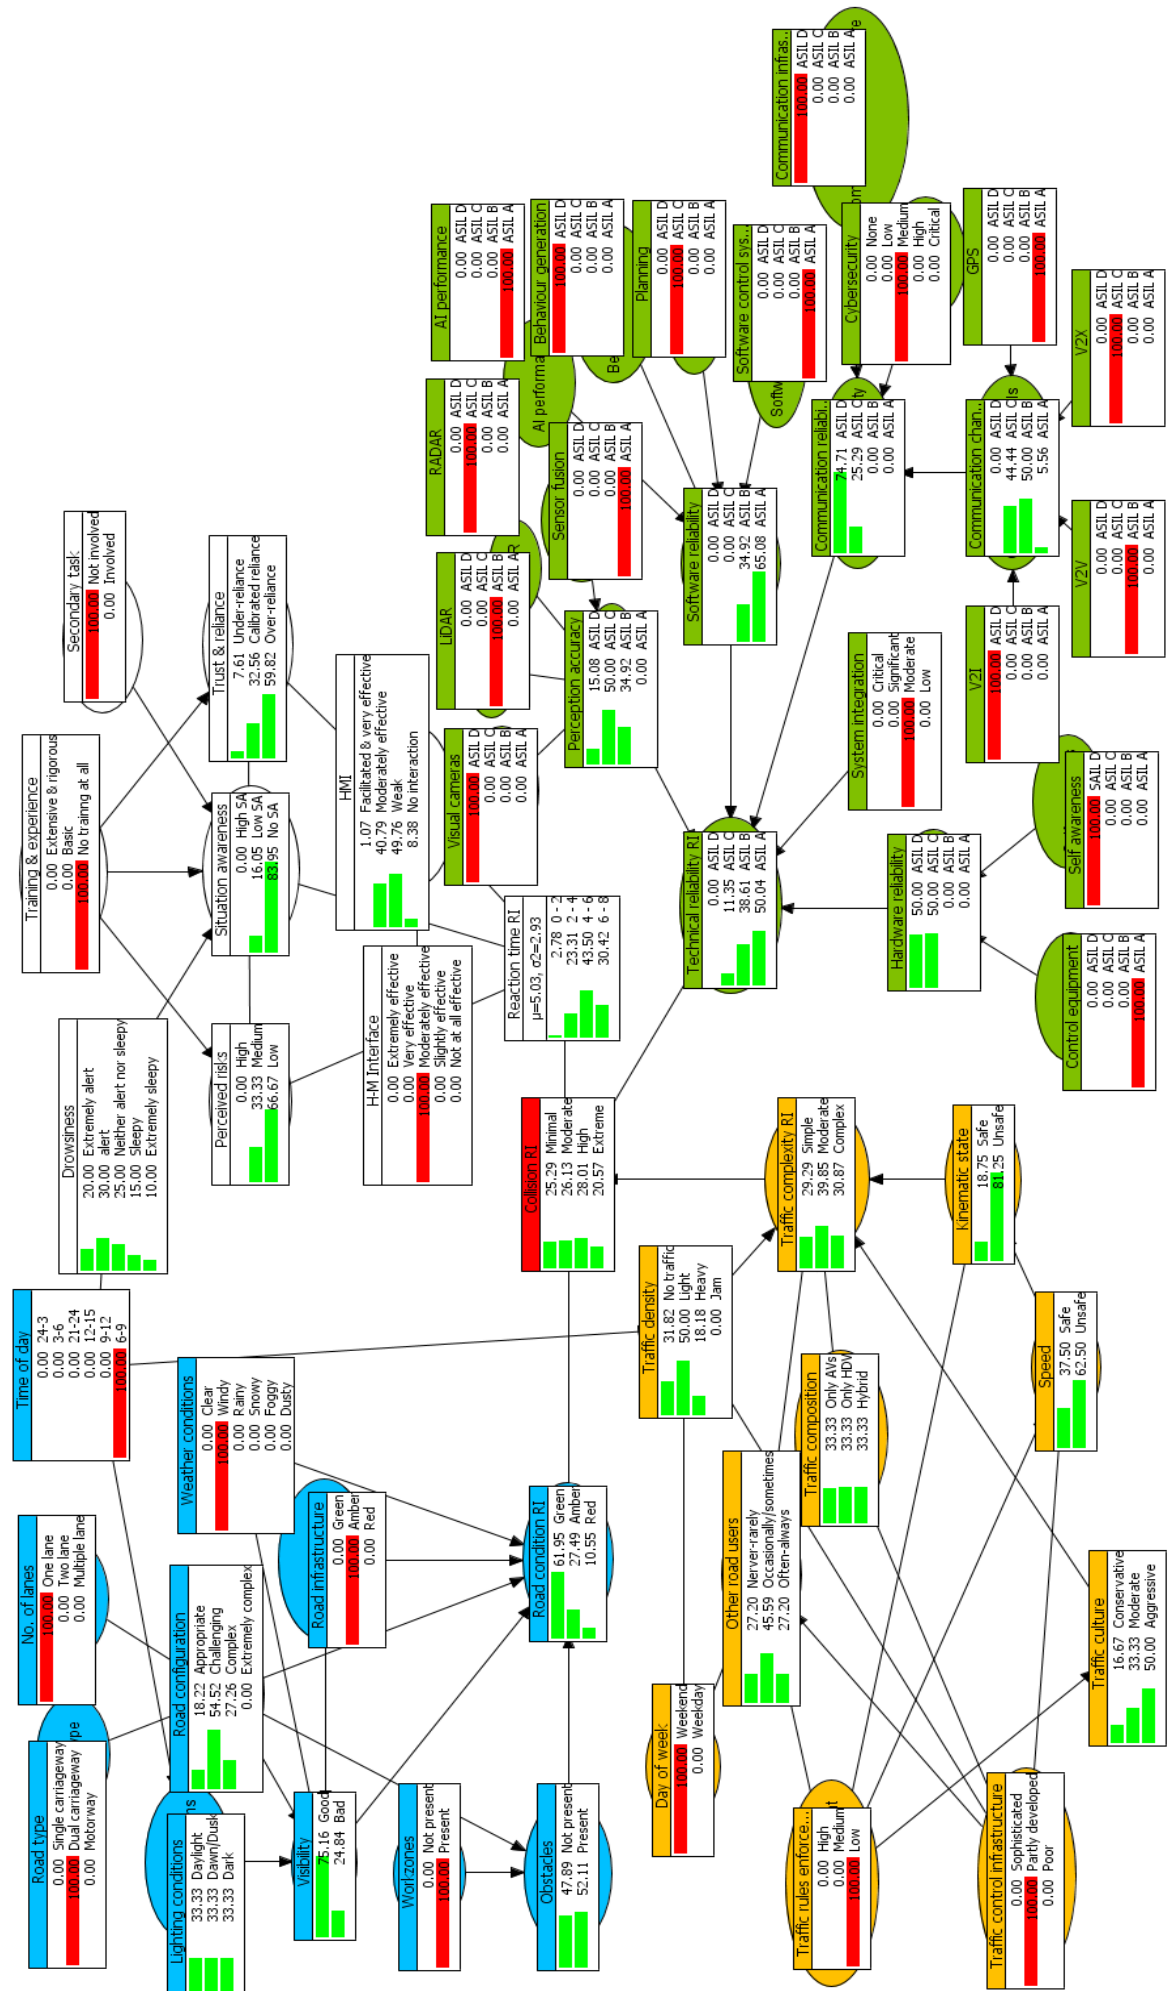 Road type
0.00 Single carriageway
100.00 Dual carriageway
0.00 Motorway
ype
No. of lanes
100.00 One lane
0.00 Two lane
0.00 Multiple lane
Time of day
0.00 24-3
0.00 3-6
0.00 21-24
0.00 12-15
0.00 9-12
100.00 6-9
Drowsiness
20.00 Extremely alert
30.00 alert
25.00 Neither alert nor sleepy
15.00 Sleepy
10.00 Extremely sleepy
Training & experience
0.00 Extensive & rigorous
0.00 Basic
100.00 No trainng at all
Secondary task
100.00 Not involved
0.00 Involved
Lighting conditions
33.33 Daylight
33.33 Dawn/Dusk
33.33 Dark
ns
Road configuration
18.22 Appropriate
54.52 Challenging
27.26 Complex
0.00 Extremely complex
Weather conditions
0.00 Clear
100.00 Windy
0.00 Rainy
0.00 Snowy
0.00 Foggy
0.00 Dusty
Perceived risks
0.00 High
33.33 Medium
66.67 Low
Situation awareness
0.00 High SA
16.05 Low SA
83.95 No SA
Trust & reliance
7.61 Under-reliance
32.56 Calibrated reliance
59.82 Over-reliance
Visibility
75.16 Good
24.84 Bad
Road infrastructure
0.00 Green
100.00 Amber
0.00 Red
H-M Interface
0.00 Extremely effective
0.00 Very effective
100.00 Moderately effective
0.00 Slightly effective
0.00 Not at all effective
HMI
1.07 Facilitated & very effective
40.79 Moderately effective
49.76 Weak
8.38 No interaction
Workzones
0.00 Not present
100.00 Present
Visual cameras
100.00 ASIL D
0.00 ASIL C
0.00 ASIL B
0.00 ASIL A
LiDAR
0.00 ASIL D
0.00 ASIL C
100.00 ASIL B
0.00 ASIL A
R
RADAR
0.00 ASIL D
100.00 ASIL C
0.00 ASIL B
0.00 ASIL A
AI performance
0.00 ASIL D
0.00 ASIL C
0.00 ASIL B
100.00 ASIL A
AI performa
Obstacles
47.89 Not present
52.11 Present
Road condition RI
61.95 Green
27.49 Amber
10.55 Red
Collision RI
25.29 Minimal
26.13 Moderate
28.01 High
20.57 Extreme
Reaction time RI
μ=5.03, σ2=2.93
2.78 0 - 2
23.31 2 - 4
43.50 4 - 6
30.42 6 - 8
Perception accuracy
15.08 ASIL D
50.00 ASIL C
34.92 ASIL B
0.00 ASIL A
Sensor fusion
0.00 ASIL D
0.00 ASIL C
0.00 ASIL B
100.00 ASIL A
Behaviour generation
100.00 ASIL D
0.00 ASIL C
0.00 ASIL B
0.00 ASIL A
Be
Day of week
100.00 Weekend
0.00 Weekday
Traffic density
31.82 No traffic
50.00 Light
18.18 Heavy
0.00 Jam
Technical reliability RI
0.00 ASIL D
11.35 ASIL C
38.61 ASIL B
50.04 ASIL A
Software reliability
0.00 ASIL D
0.00 ASIL C
34.92 ASIL B
65.08 ASIL A
Planning
0.00 ASIL D
100.00 ASIL C
0.00 ASIL B
0.00 ASIL A
Other road users
27.20 Nerver-rarely
45.59 Occasionally/sometimes
27.20 Often-always
Traffic complexity RI
29.29 Simple
39.85 Moderate
30.87 Complex
Software control sys...
0.00 ASIL D
0.00 ASIL C
0.00 ASIL B
100.00 ASIL A
Softw
Communication infras...
100.00 ASIL D
0.00 ASIL C
0.00 ASIL B
0.00 ASIL A
e
om
Traffic rules enforce...
0.00 High
0.00 Medium
100.00 Low
t
Traffic composition
33.33 Only AVs
33.33 Only HDV
33.33 Hybrid
System integration
0.00 Critical
0.00 Significant
100.00 Moderate
0.00 Low
Communication reliabi...
74.71 ASIL D
25.29 ASIL C
0.00 ASIL B
0.00 ASIL A
ty
Cybersecurity
0.00 None
0.00 Low
100.00 Medium
0.00 High
0.00 Critical
Kinematic state
18.75 Safe
81.25 Unsafe
Hardware reliability
50.00 ASIL D
50.00 ASIL C
0.00 ASIL B
0.00 ASIL A
V2I
100.00 ASIL D
0.00 ASIL C
0.00 ASIL B
0.00 ASIL A
Communication chan...
0.00 ASIL D
44.44 ASIL C
50.00 ASIL B
5.56 ASIL A
ls
GPS
0.00 ASIL D
0.00 ASIL C
0.00 ASIL B
100.00 ASIL A
Traffic control infrastructure
0.00 Sophisticated
100.00 Partly developed
0.00 Poor
Speed
37.50 Safe
62.50 Unsafe
Traffic culture
16.67 Conservative
33.33 Moderate
50.00 Aggressive
Control equipment
0.00 ASIL D
0.00 ASIL C
0.00 ASIL B
100.00 ASIL A
Self awareness
100.00 SAIL D
0.00 ASIL C
0.00 ASIL B
0.00 ASIL A
V2V
0.00 ASIL D
0.00 ASIL C
100.00 ASIL B
0.00 ASIL A
V2X
0.00 ASIL D
100.00 ASIL C
0.00 ASIL B
0.00 ASIL A